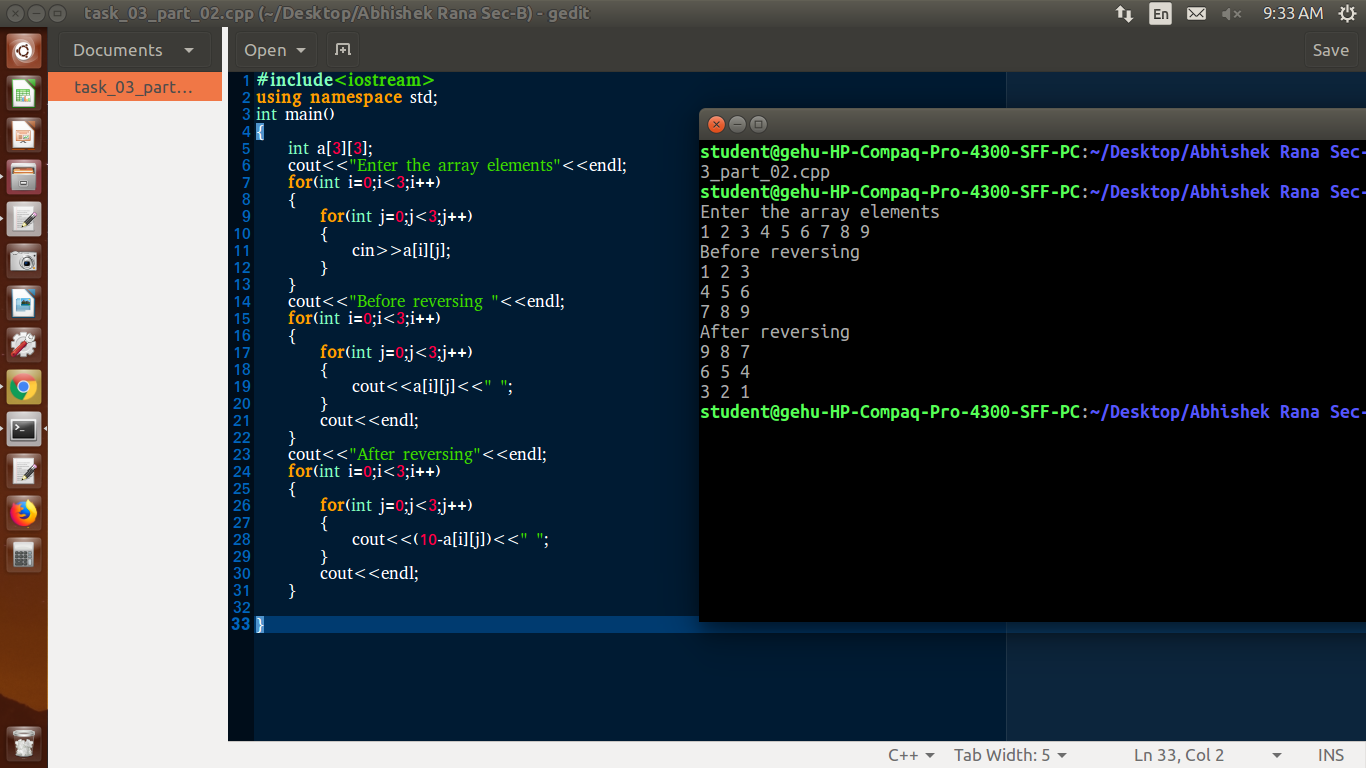 task_03_part_02.cpp (~/Desktop/Abhishek Rana Sec-B) - gedit
En
9:33 AM
Documents
Open
Save
task_03_part…
1 #include<iostream>
2 using namespace std;
3 int main()
4 {
5 int a[3][3];
6 cout<<"Enter the array elements"<<endl;
7 for(int i=0;i<3;i++)
8 {
9 for(int j=0;j<3;j++)
10 {
11 cin>>a[i][j];
12 }
13 }
14 cout<<"Before reversing "<<endl;
15 for(int i=0;i<3;i++)
16 {
17 for(int j=0;j<3;j++)
18 {
19 cout<<a[i][j]<<" ";
20 }
21 cout<<endl;
22 }
23 cout<<"After reversing"<<endl;
24 for(int i=0;i<3;i++)
25 {
26 for(int j=0;j<3;j++)
27 {
28 cout<<(10-a[i][j])<<" ";
29 }
30 cout<<endl;
31 }
32
33 }
student@gehu-HP-Compaq-Pro-4300-SFF-PC:~/Desktop/Abhishek Rana Sec-
3_part_02.cpp
student@gehu-HP-Compaq-Pro-4300-SFF-PC:~/Desktop/Abhishek Rana Sec-
Enter the array elements
1 2 3 4 5 6 7 8 9
Before reversing
1 2 3
4 5 6
7 8 9
After reversing
9 8 7
6 5 4
3 2 1
student@gehu-HP-Compaq-Pro-4300-SFF-PC:~/Desktop/Abhishek Rana Sec-
C++
Tab Width: 5
Ln 33, Col 2
INS